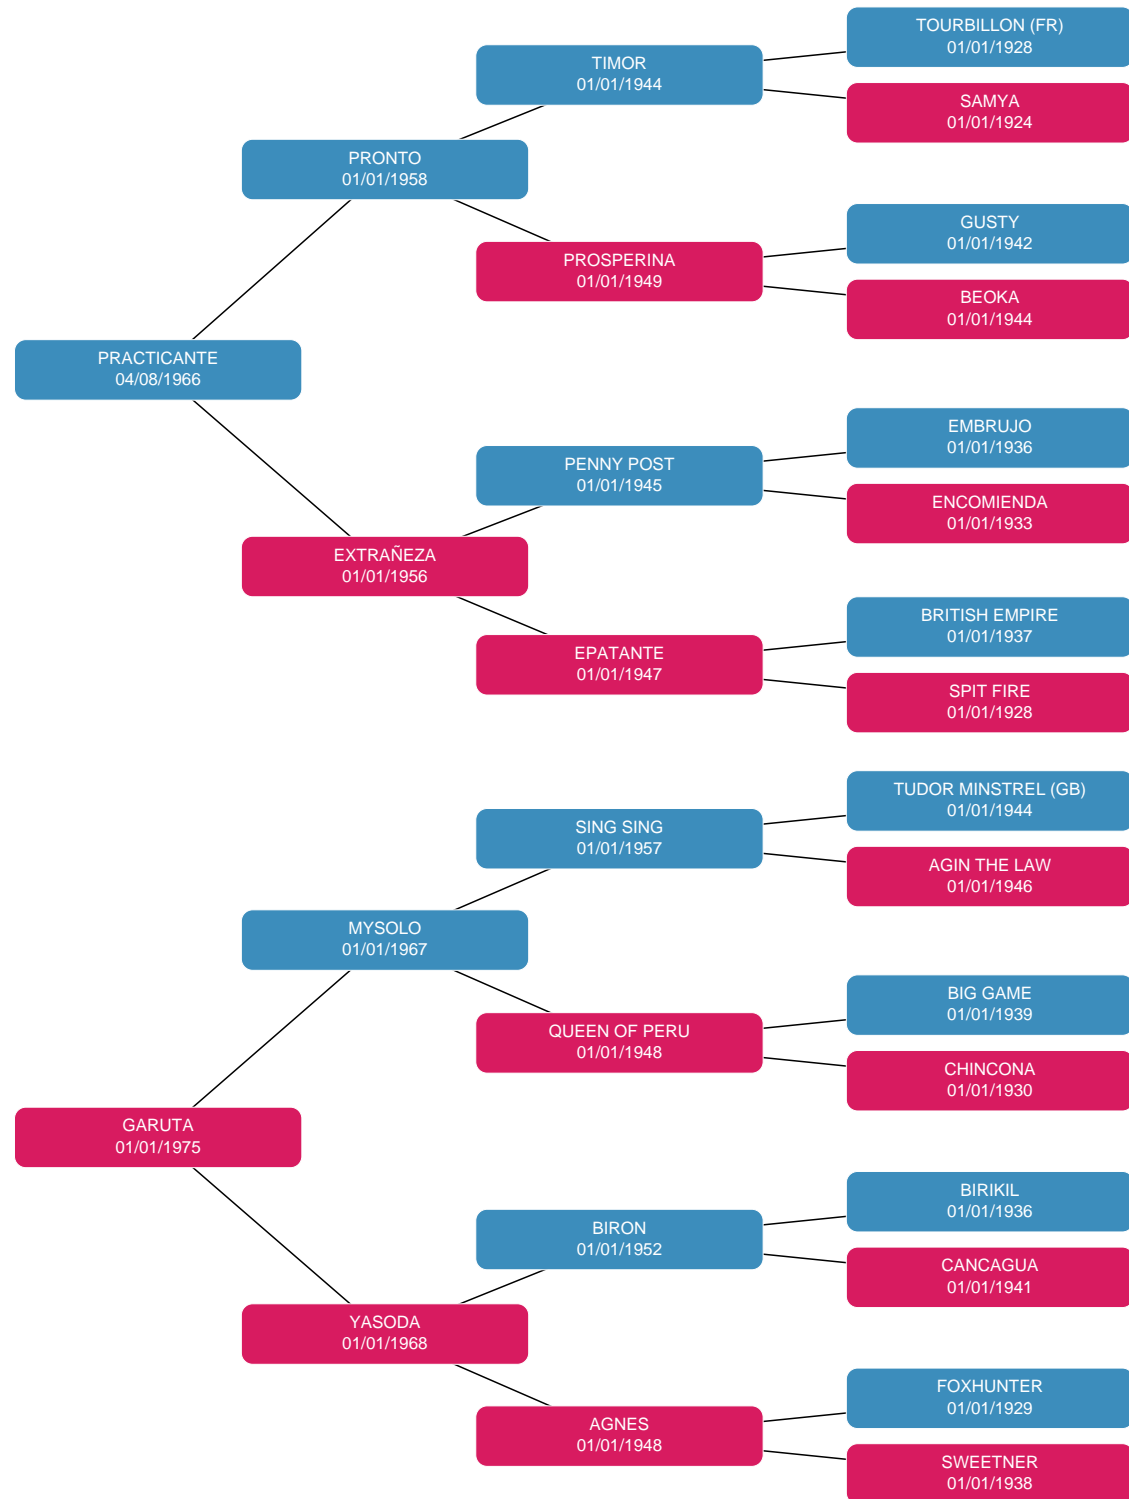 TOURBILLON (FR)
01/01/1928
TIMOR
01/01/1944
SAMYA
01/01/1924
PRONTO
01/01/1958
GUSTY
01/01/1942
PROSPERINA
01/01/1949
BEOKA
01/01/1944
PRACTICANTE
04/08/1966
EMBRUJO
01/01/1936
PENNY POST
01/01/1945
ENCOMIENDA
01/01/1933
EXTRAÑEZA
01/01/1956
BRITISH EMPIRE
01/01/1937
EPATANTE
01/01/1947
SPIT FIRE
01/01/1928
TUDOR MINSTREL (GB)
01/01/1944
SING SING
01/01/1957
AGIN THE LAW
01/01/1946
MYSOLO
01/01/1967
BIG GAME
01/01/1939
QUEEN OF PERU
01/01/1948
CHINCONA
01/01/1930
GARUTA
01/01/1975
BIRIKIL
01/01/1936
BIRON
01/01/1952
CANCAGUA
01/01/1941
YASODA
01/01/1968
FOXHUNTER
01/01/1929
AGNES
01/01/1948
SWEETNER
01/01/1938